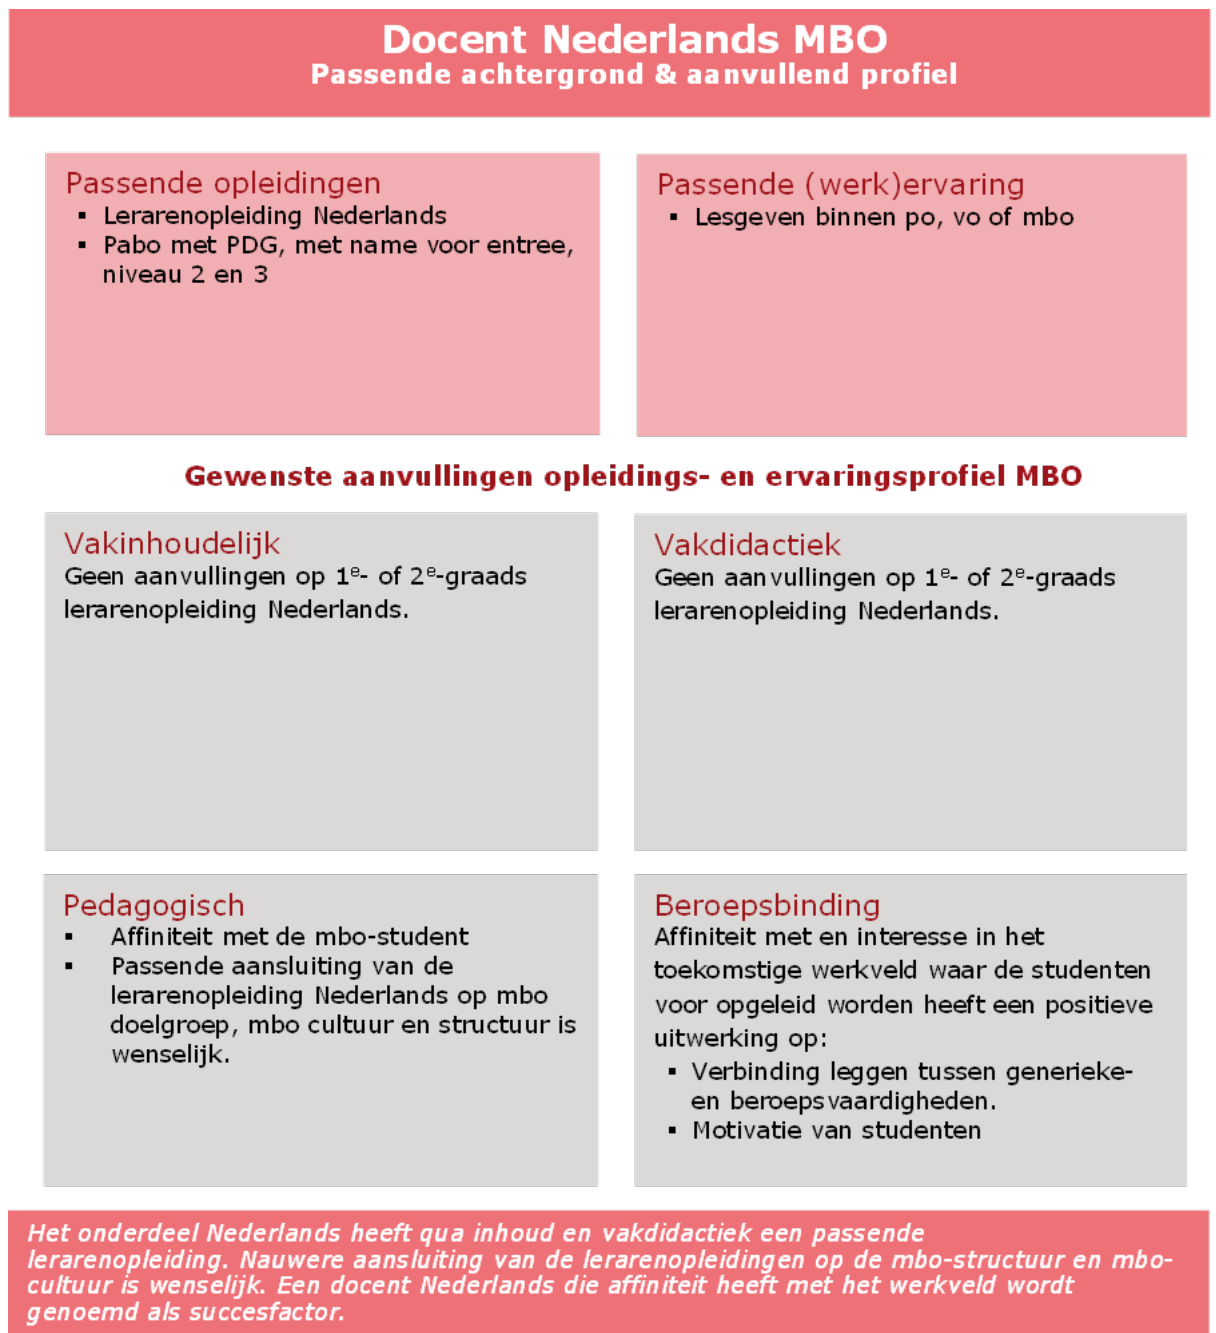 Docent Nederlands MBO
Passende achtergrond & aanvullend profiel
Passende opleidingen
▪ Lerarenopleiding Nederlands
▪ Pabo met PDG, met name voor entree,
niveau 2 en 3
Passende (werk)ervaring
▪ Lesgeven binnen po, vo of mbo
Gewenste aanvullingen opleidings- en ervaringsprofiel MBO
Vakinhoudelijk
Geen aanvullingen op 1ᵉ- of 2ᵉ-graads
lerarenopleiding Nederlands.
Vakdidactiek
Geen aanvullingen op 1ᵉ- of 2ᵉ-graads
lerarenopleiding Nederlands.
Pedagogisch
▪ Affiniteit met de mbo-student
▪ Passende aansluiting van de
lerarenopleiding Nederlands op mbo
doelgroep, mbo cultuur en structuur is
wenselijk.
Beroepsbinding
Affiniteit met en interesse in het
toekomstige werkveld waar de studenten
voor opgeleid worden heeft een positieve
uitwerking op:
▪ Verbinding leggen tussen generieke-
en beroepsvaardigheden.
▪ Motivatie van studenten
Het onderdeel Nederlands heeft qua inhoud en vakdidactiek een passende
lerarenopleiding. Nauwere aansluiting van de lerarenopleidingen op de mbo-structuur en mbo-
cultuur is wenselijk. Een docent Nederlands die affiniteit heeft met het werkveld wordt
genoemd als succesfactor.